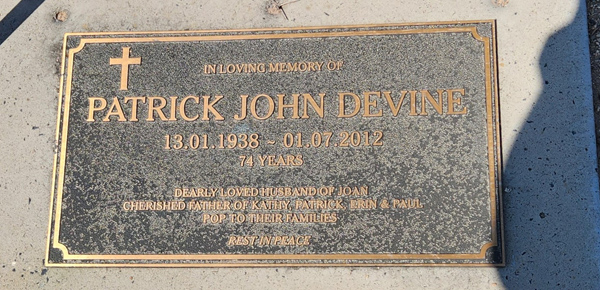 IN LOVING MEMORY OF
PATRICK JOHN DEVINE
13.01.1938 ~ 01.07.2012
74 YEARS
DEARLY LOVED HUSBAND OF JOAN
CHERISHED FATHER OF KATHY, PATRICK, ERIN & PAUL
POP TO THEIR FAMILIES
REST IN PEACE